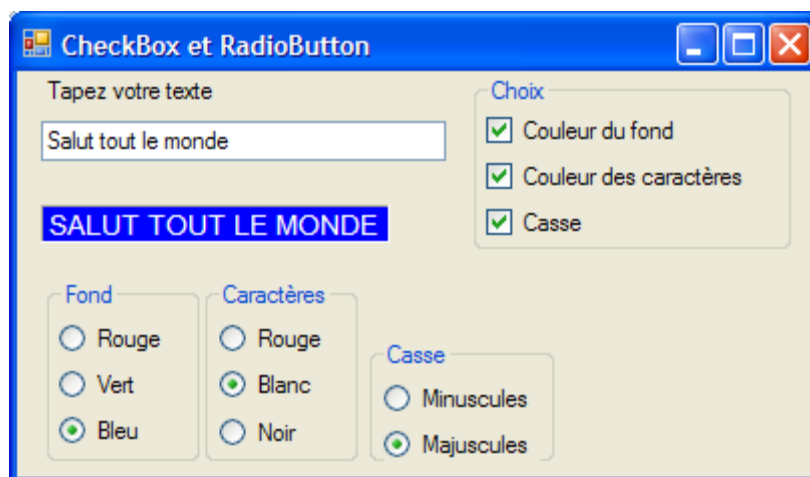 CheckBox et RadioButton
Tapez votre texte
Salut tout le monde
SALUT TOUT LE MONDE
Choix
Couleur du fond
Couleur des caractères
Casse
Fond
Rouge
Vert
Bleu
Caractères
Rouge
Blanc
Noir
Casse
Minuscules
Majuscules